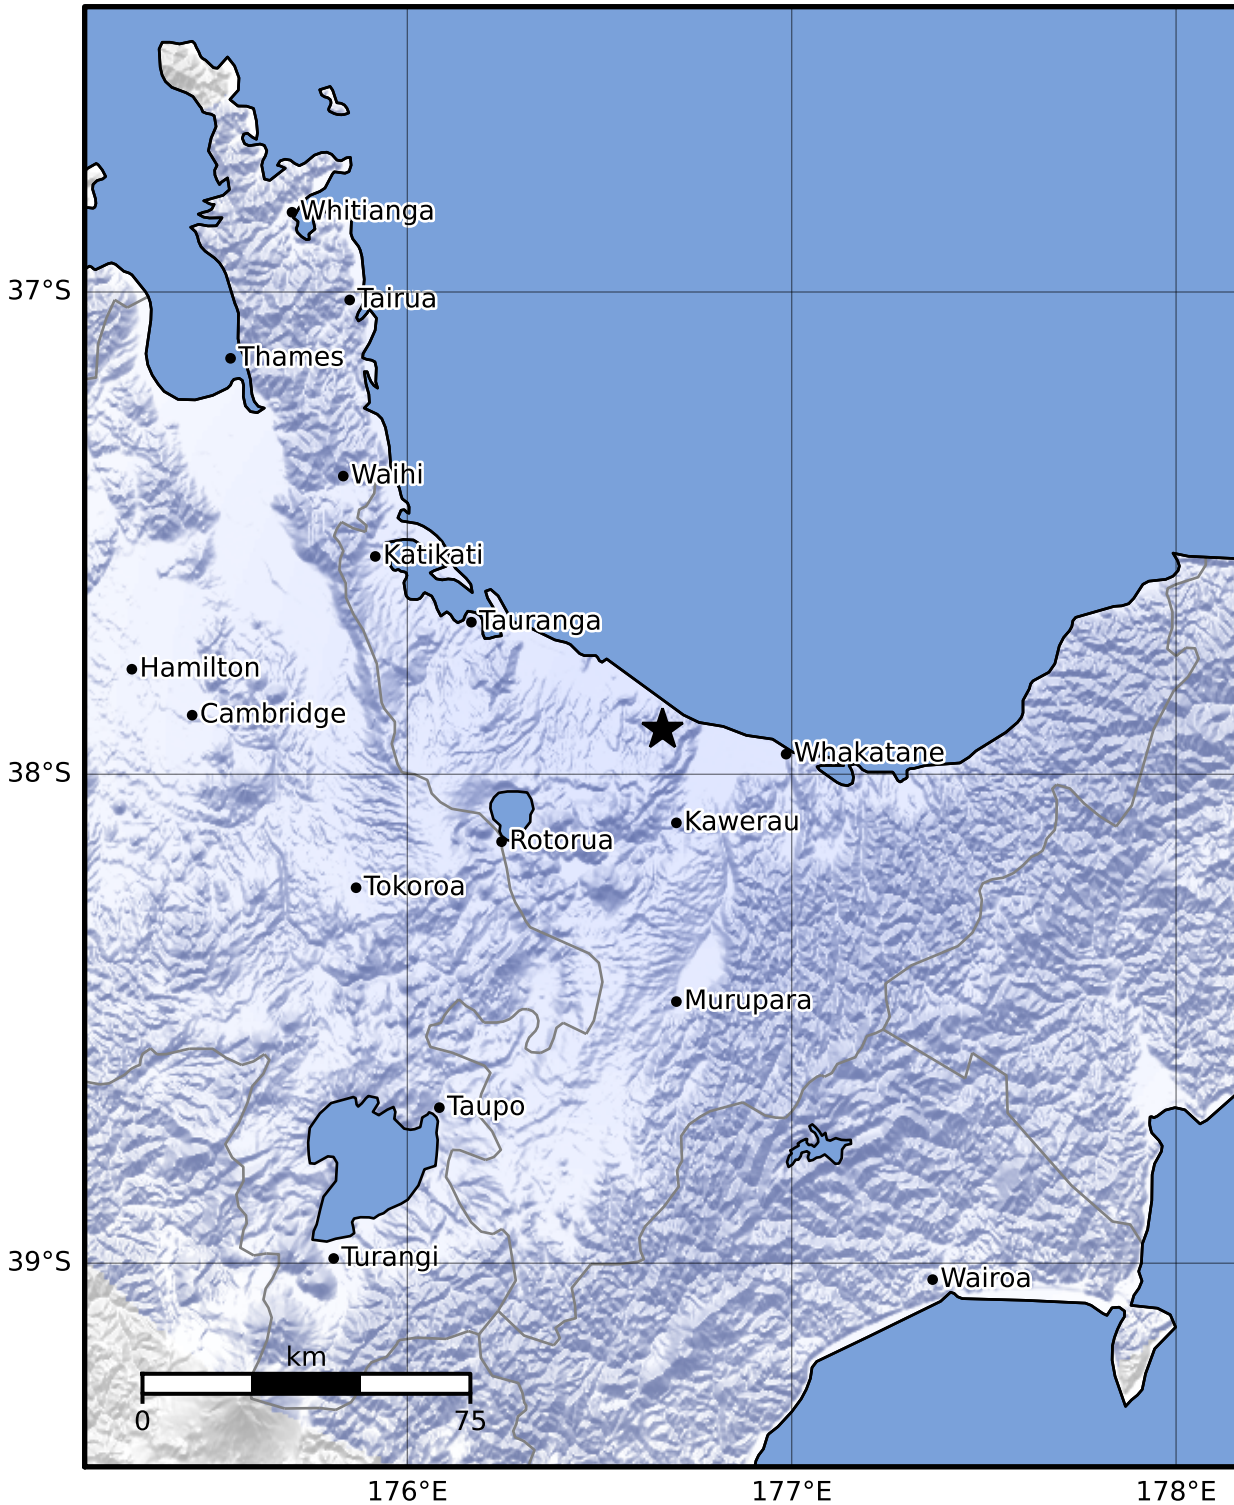 Whitianga
37°S
Tairua
Thames
Waihi
Katikati
Tauranga
Hamilton
Cambridge
Whakatane
38°S
Kawerau
Rotorua
Tokoroa
Murupara
Taupo
Turangi
39°S
Wairoa
km
0 75
176°E 177°E 178°E